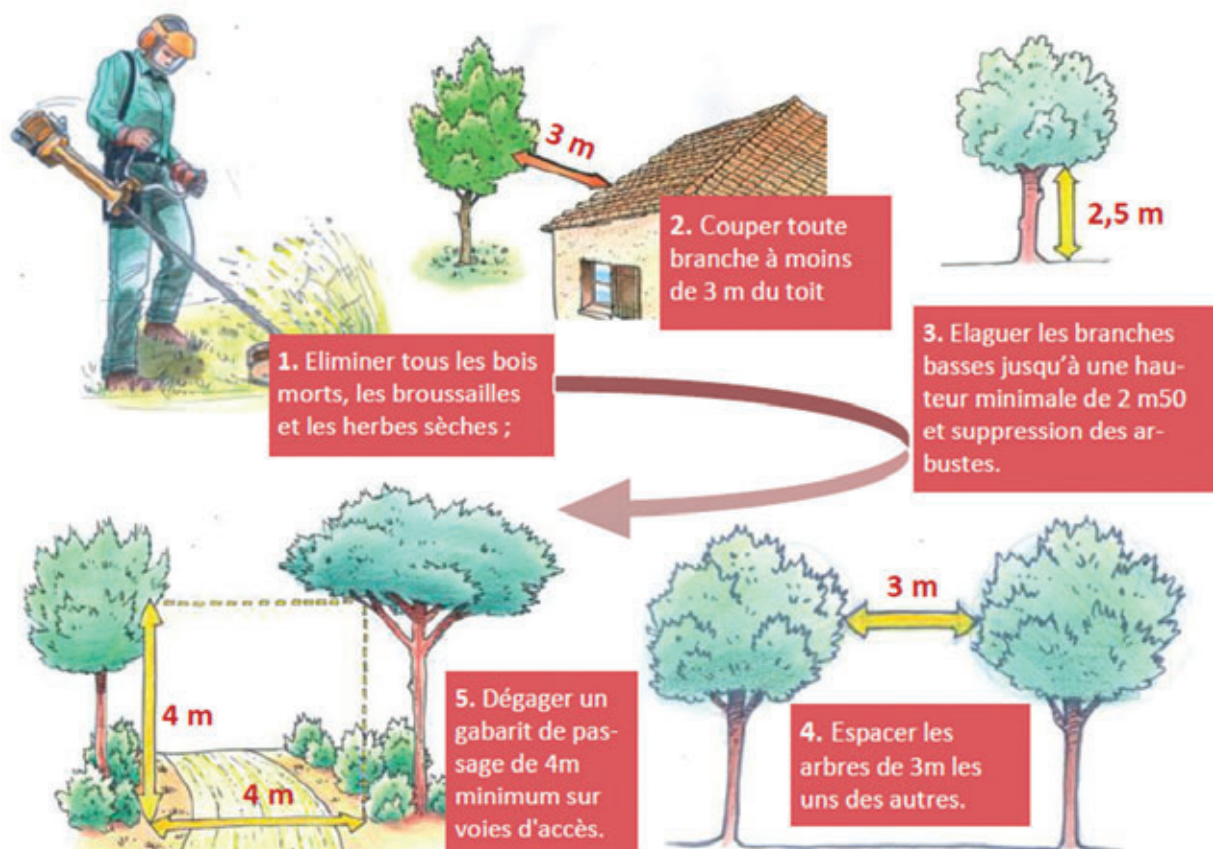 1. Eliminer tous les bois
morts, les broussailles
et les herbes sèches ;
3 m
2. Couper toute
branche à moins
de 3 m du toit
2,5 m
3. Elaguer les branches
basses jusqu'à une hau-
teur minimale de 2 m50
et suppression des ar-
bustes.
3 m
4. Espacer les
arbres de 3m les
uns des autres.
4 m
4 m
5. Dégager un
gabarit de pas-
sage de 4m
minimum sur
voies d'accès.